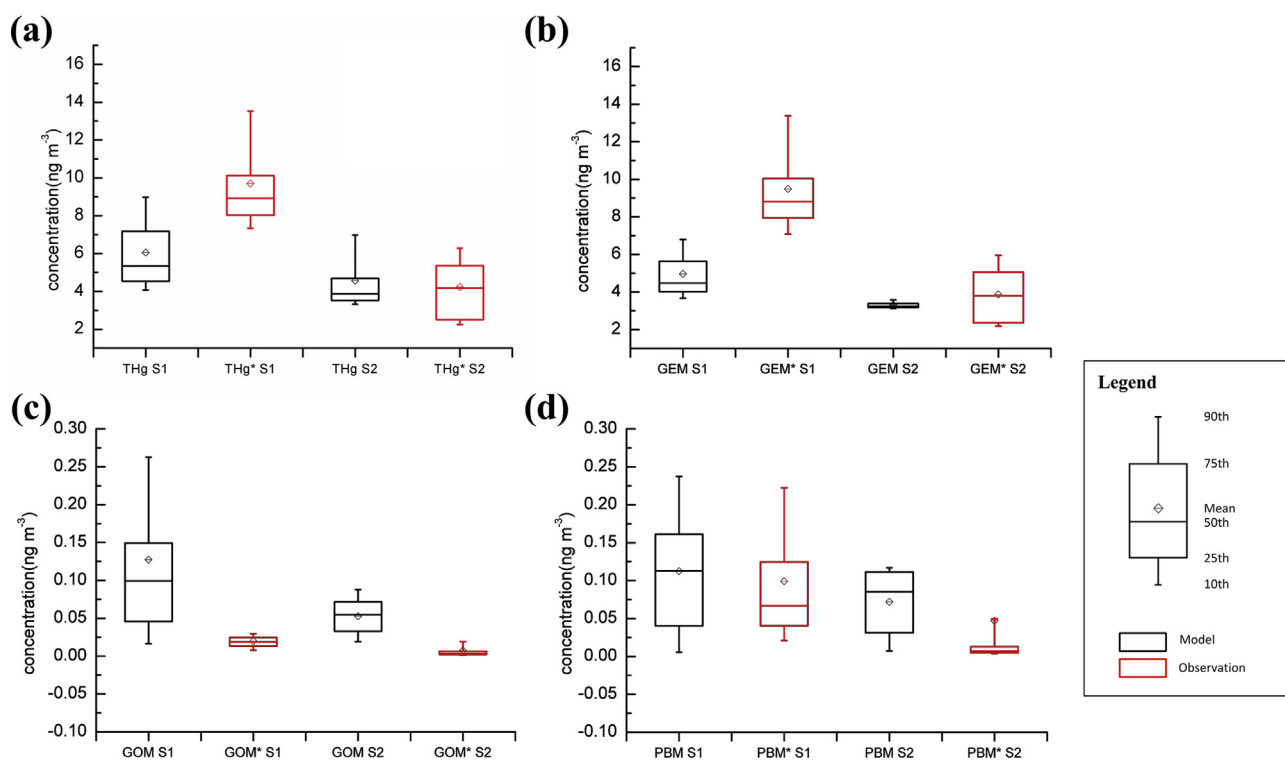 (a)
concentration(ng m⁻³)
16
14
12
10
8
6
4
2
THg S1 THg* S1 THg S2 THg* S2
(b)
concentration(ng m⁻³)
16
14
12
10
8
6
4
2
GEM S1 GEM* S1 GEM S2 GEM* S2
(c)
concentration(ng m⁻³)
0.30
0.25
0.20
0.15
0.10
0.05
0.00
-0.05
-0.10
GOM S1 GOM* S1 GOM S2 GOM* S2
(d)
concentration(ng m⁻³)
0.30
0.25
0.20
0.15
0.10
0.05
0.00
-0.05
-0.10
PBM S1 PBM* S1 PBM S2 PBM* S2
Legend
90th
75th
Mean
50th
25th
10th
Model
Observation